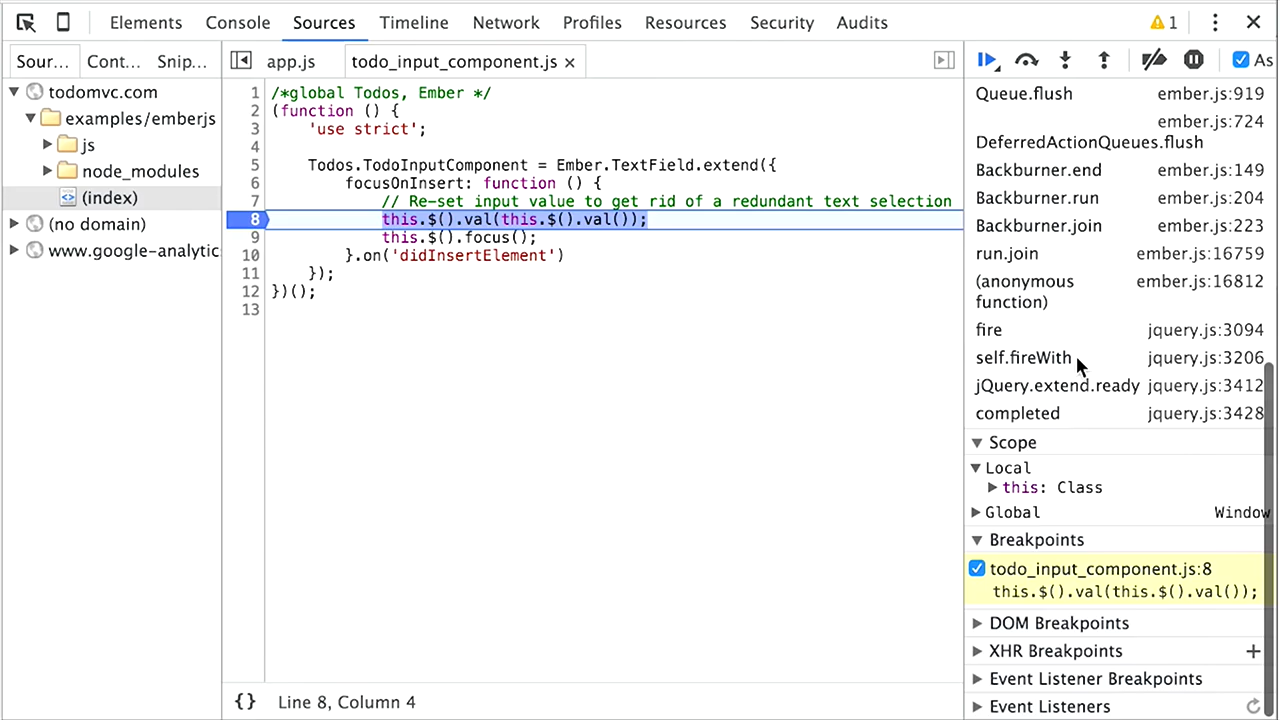 Elements Console Sources Timeline Network Profiles Resources Security Audits 1
Sour... Cont... Snip...
todomvc.com
examples/emberjs
js
node_modules
(index)
(no domain)
www.google-analytic
app.js todo_input_component.js
1 /*global Todos, Ember */
2 (function () {
3 'use strict';
4
5 Todos.TodoInputComponent = Ember.TextField.extend({
6 focusOnInsert: function () {
7 // Re-set input value to get rid of a redundant text selection
8 this.$().val(this.$().val());
9 this.$().focus();
10 }.on('didInsertElement')
11 });
12 })();
13
{} Line 8, Column 4
As
Queue.flush ember.js:919
ember.js:724
DeferredActionQueues.flush
Backburner.end ember.js:149
Backburner.run ember.js:204
Backburner.join ember.js:223
run.join ember.js:16759
(anonymous ember.js:16812
function)
fire jquery.js:3094
self.fireWith jquery.js:3206
jQuery.extend.ready jquery.js:3412
completed jquery.js:3428
Scope
Local
this: Class
Global Window
Breakpoints
todo_input_component.js:8
this.$().val(this.$().val());
DOM Breakpoints
XHR Breakpoints
Event Listener Breakpoints
Event Listeners